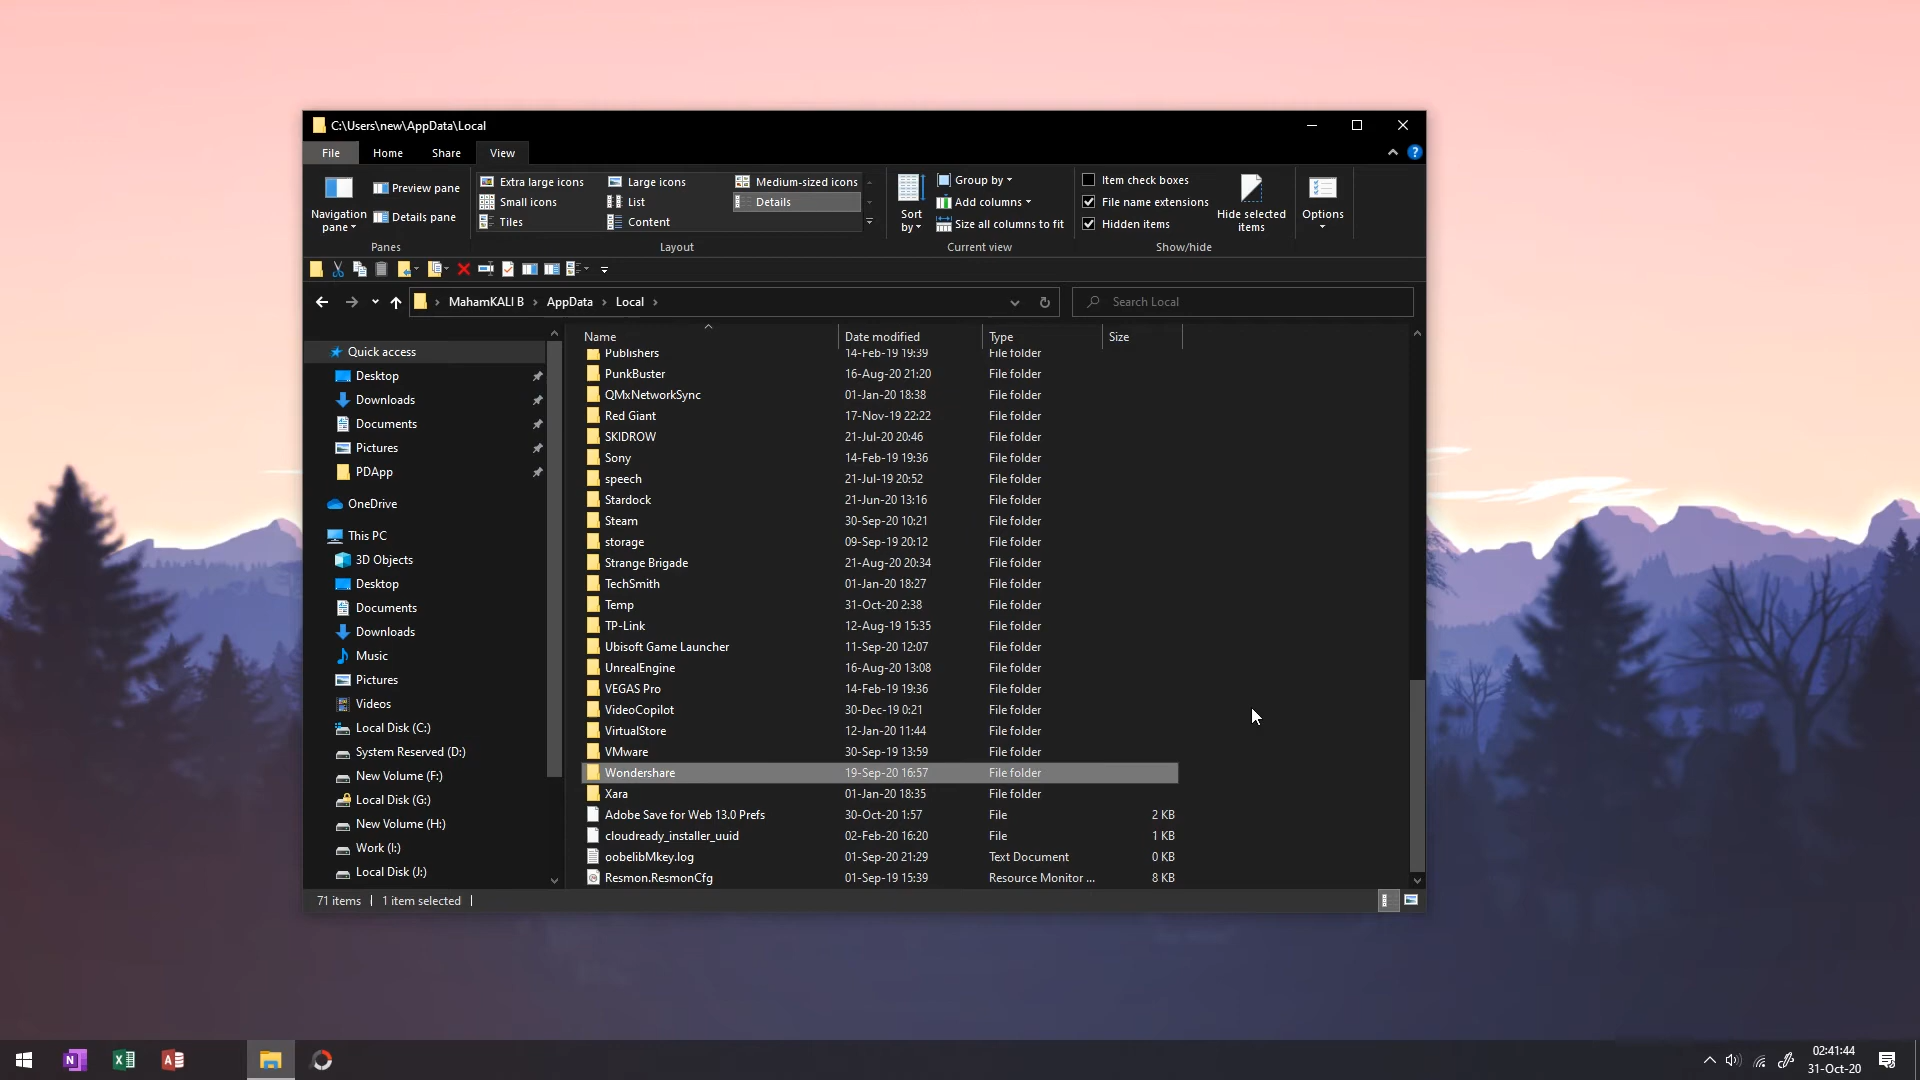 C:\Users\new\AppData\Local
File Home Share View
Navigation pane
Preview pane
Details pane
Panes
Extra large icons Large icons Medium-sized icons
Small icons List Details
Tiles Content
Layout
Sort by
Group by
Add columns
Size all columns to fit
Current view
Item check boxes
File name extensions
Hidden items
Hide selected items
Show/hide
Options
MahamKALI B AppData Local
Search Local
Quick access
Desktop
Downloads
Documents
Pictures
PDApp
OneDrive
This PC
3D Objects
Desktop
Documents
Downloads
Music
Pictures
Videos
Local Disk (C:)
System Reserved (D:)
New Volume (F:)
Local Disk (G:)
New Volume (H:)
Work (I:)
Local Disk (J:)
Name Date modified Type Size
Publishers 14-Feb-19 19:39 File folder
PunkBuster 16-Aug-20 21:20 File folder
QMxNetworkSync 01-Jan-20 18:38 File folder
Red Giant 17-Nov-19 22:22 File folder
SKIDROW 21-Jul-20 20:46 File folder
Sony 14-Feb-19 19:36 File folder
speech 21-Jul-19 20:52 File folder
Stardock 21-Jun-20 13:16 File folder
Steam 30-Sep-20 10:21 File folder
storage 09-Sep-19 20:12 File folder
Strange Brigade 21-Aug-20 20:34 File folder
TechSmith 01-Jan-20 18:27 File folder
Temp 31-Oct-20 2:38 File folder
TP-Link 12-Aug-19 15:35 File folder
Ubisoft Game Launcher 11-Sep-20 12:07 File folder
UnrealEngine 16-Aug-20 13:08 File folder
VEGAS Pro 14-Feb-19 19:36 File folder
VideoCopilot 30-Dec-19 0:21 File folder
VirtualStore 12-Jan-20 11:44 File folder
VMware 30-Sep-19 13:59 File folder
Wondershare 19-Sep-20 16:57 File folder
Xara 01-Jan-20 18:35 File folder
Adobe Save for Web 13.0 Prefs 30-Oct-20 1:57 File 2 KB
cloudready_installer_uuid 02-Feb-20 16:20 File 1 KB
oobelibMkey.log 01-Sep-20 21:29 Text Document 0 KB
Resmon.ResmonCfg 01-Sep-19 15:39 Resource Monitor ... 8 KB
71 items 1 item selected
02:41:44
31-Oct-20